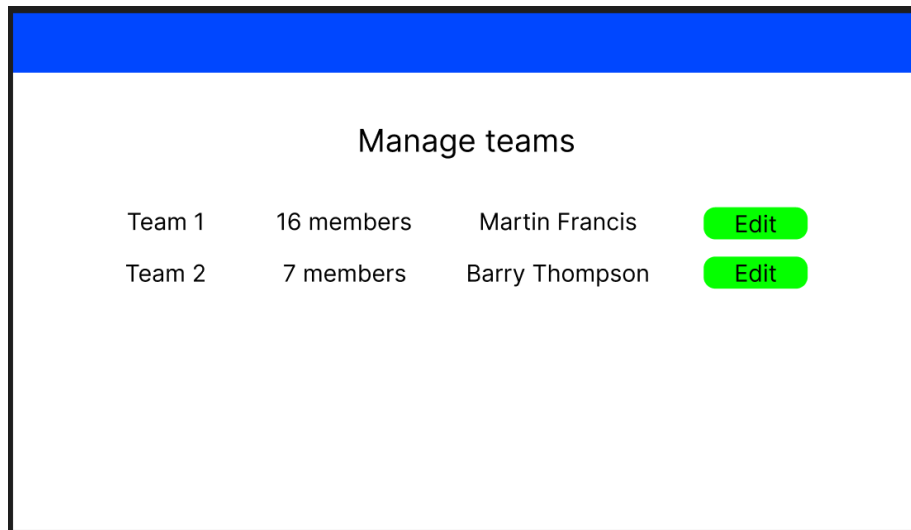 Manage teams
Team 1 16 members Martin Francis Edit
Team 2 7 members Barry Thompson Edit